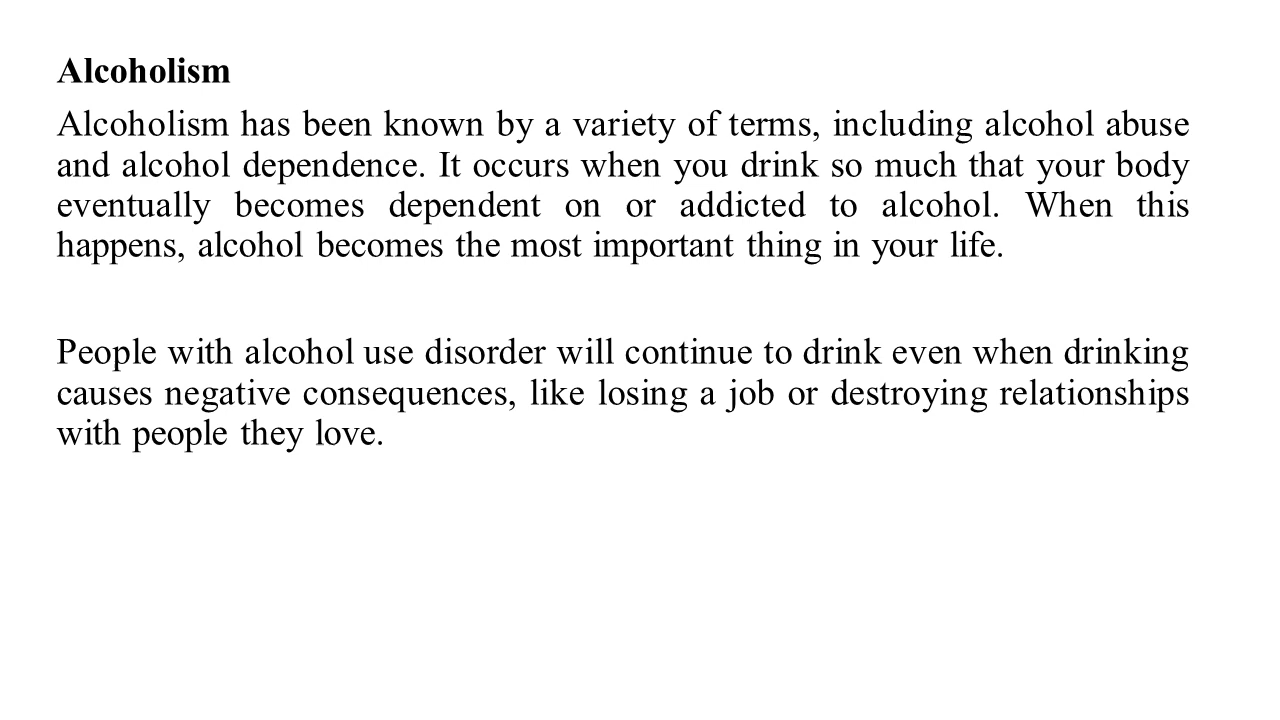 Alcoholism
Alcoholism has been known by a variety of terms, including alcohol abuse
and alcohol dependence. It occurs when you drink so much that your body
eventually becomes dependent on or addicted to alcohol. When this
happens, alcohol becomes the most important thing in your life.
People with alcohol use disorder will continue to drink even when drinking
causes negative consequences, like losing a job or destroying relationships
with people they love.